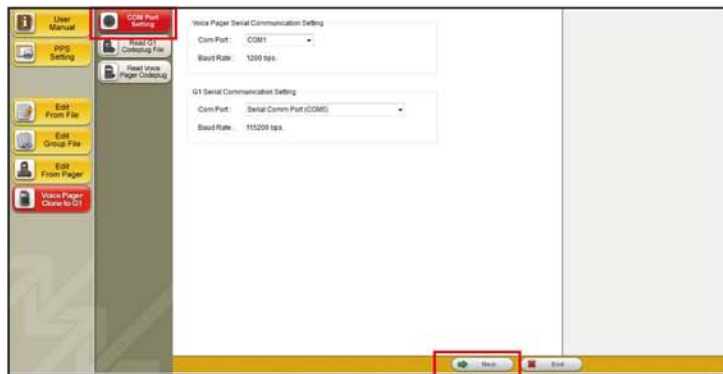 User
Manual
PPS
Setting
Edit
From File
Edit
Group File
Edit
From Pager
Voice Pager
Clone to G1
COM Port
Setting
Read G1
Codeplug File
Read Voice
Pager Codeplug
Voice Pager Serial Communication Setting
Com Port : COM1
Baud Rate : 1200 bps.
G1 Serial Communication Setting
Com Port : Serial Comm Port (COM5)
Baud Rate : 115200 bps.
Next End